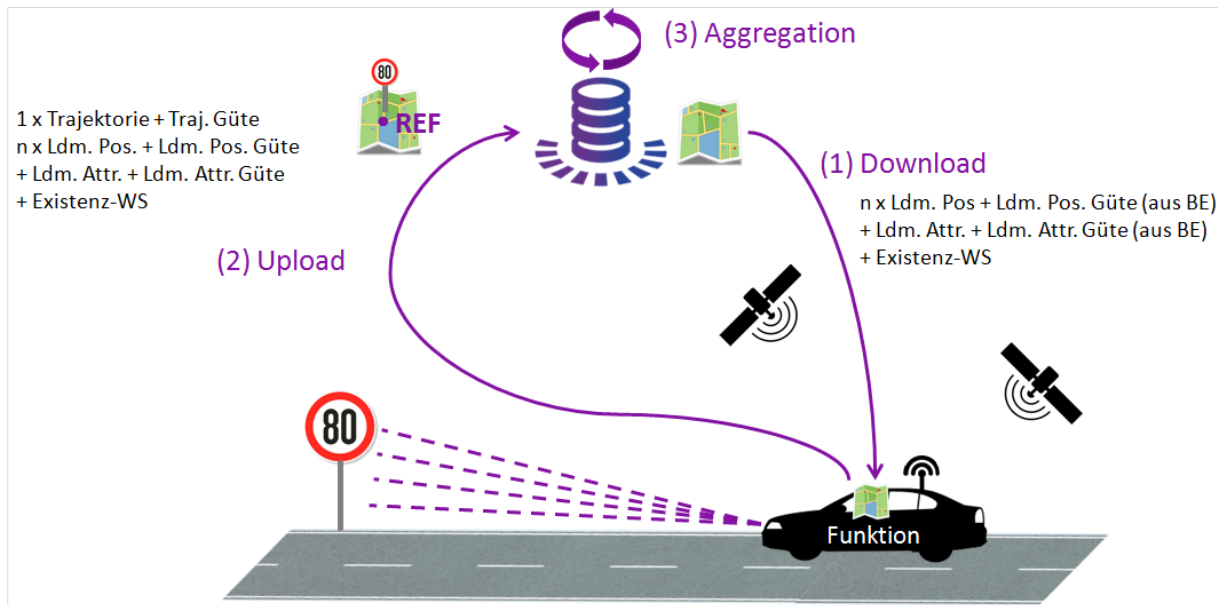 (3) Aggregation
80
REF
1 x Trajektorie + Traj. Güte
n x Ldm. Pos. + Ldm. Pos. Güte
+ Ldm. Attr. + Ldm. Attr. Güte
+ Existenz-WS
(1) Download
n x Ldm. Pos + Ldm. Pos. Güte (aus BE)
+ Ldm. Attr. + Ldm. Attr. Güte (aus BE)
+ Existenz-WS
(2) Upload
80
Funktion